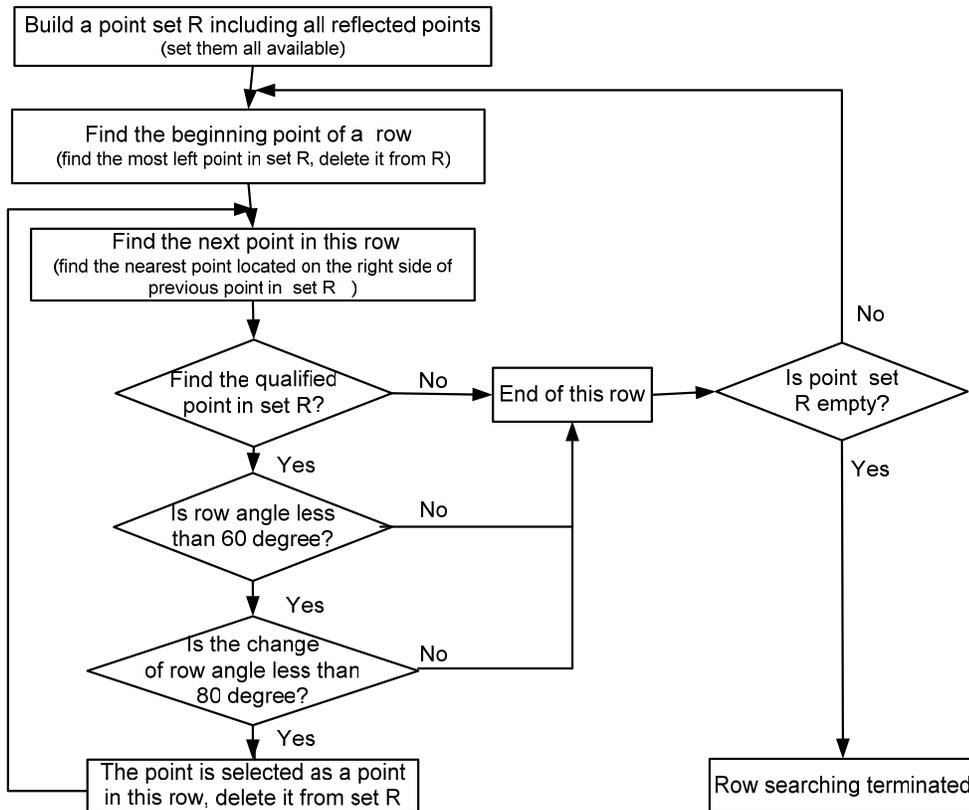 Build a point set R including all reflected points
(set them all available)
Find the beginning point of a row
(find the most left point in set R, delete it from R)
Find the next point in this row
(find the nearest point located on the right side of
previous point in set R )
No
Find the qualified
point in set R?
No
End of this row
Is point set
R empty?
Yes
Yes
Is row angle less
than 60 degree?
No
Yes
Is the change
of row angle less than
80 degree?
No
Yes
The point is selected as a point
in this row, delete it from set R
Row searching terminated